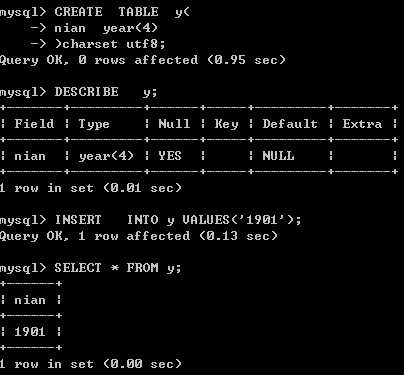 mysql> CREATE  TABLE  y(
    -> nian  year(4)
    -> )charset utf8;
Query OK, 0 rows affected (0.95 sec)

mysql> DESCRIBE   y;
+-------+---------+------+-----+---------+-------+
| Field | Type    | Null | Key | Default | Extra |
+-------+---------+------+-----+---------+-------+
| nian  | year(4) | YES  |     | NULL    |       |
+-------+---------+------+-----+---------+-------+
1 row in set (0.01 sec)

mysql> INSERT   INTO y VALUES('1901');
Query OK, 1 row affected (0.13 sec)

mysql> SELECT * FROM y;
+------+
| nian |
+------+
| 1901 |
+------+
1 row in set (0.00 sec)